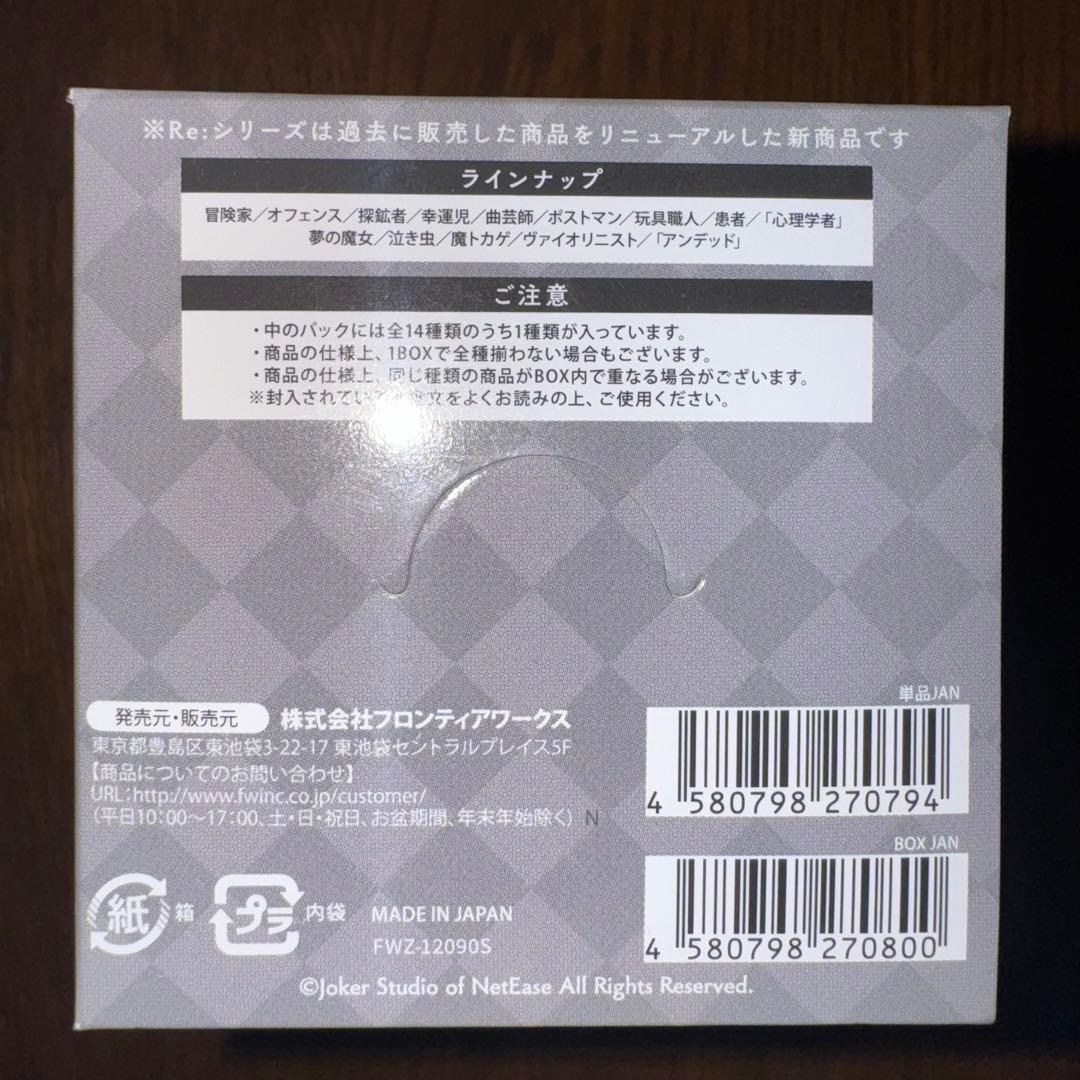 ※Re:シリーズは過去に販売した商品をリニューアルした新商品です
ラインナップ
冒険家／オフェンス／探鉱者／幸運児／曲芸師／ポストマン／玩具職人／患者／「心理学者」
夢の魔女／泣き虫／魔トカゲ／ヴァイオリニスト／「アンデッド」
ご注意
・中のパックには全14種類のうち1種類が入っています。
・商品の仕様上、1BOXで全種揃わない場合もございます。
・商品の仕様上、同じ種類の商品がBOX内で重なる場合がございます。
※封入されている 文をよくお読みの上、ご使用ください。
発売元・販売元 株式会社フロンティアワークス
東京都豊島区東池袋3-22-17 東池袋セントラルプレイス5F
【商品についてのお問い合わせ】
URL:http://www.fwinc.co.jp/customer/
(平日10:00～17:00、土・日・祝日、お盆期間、年末年始除く) N
単品JAN
4 580798 270794
BOX JAN
4 580798 270800
紙 箱 プラ 内袋 MADE IN JAPAN
FWZ-12090S
©Joker Studio of NetEase All Rights Reserved.